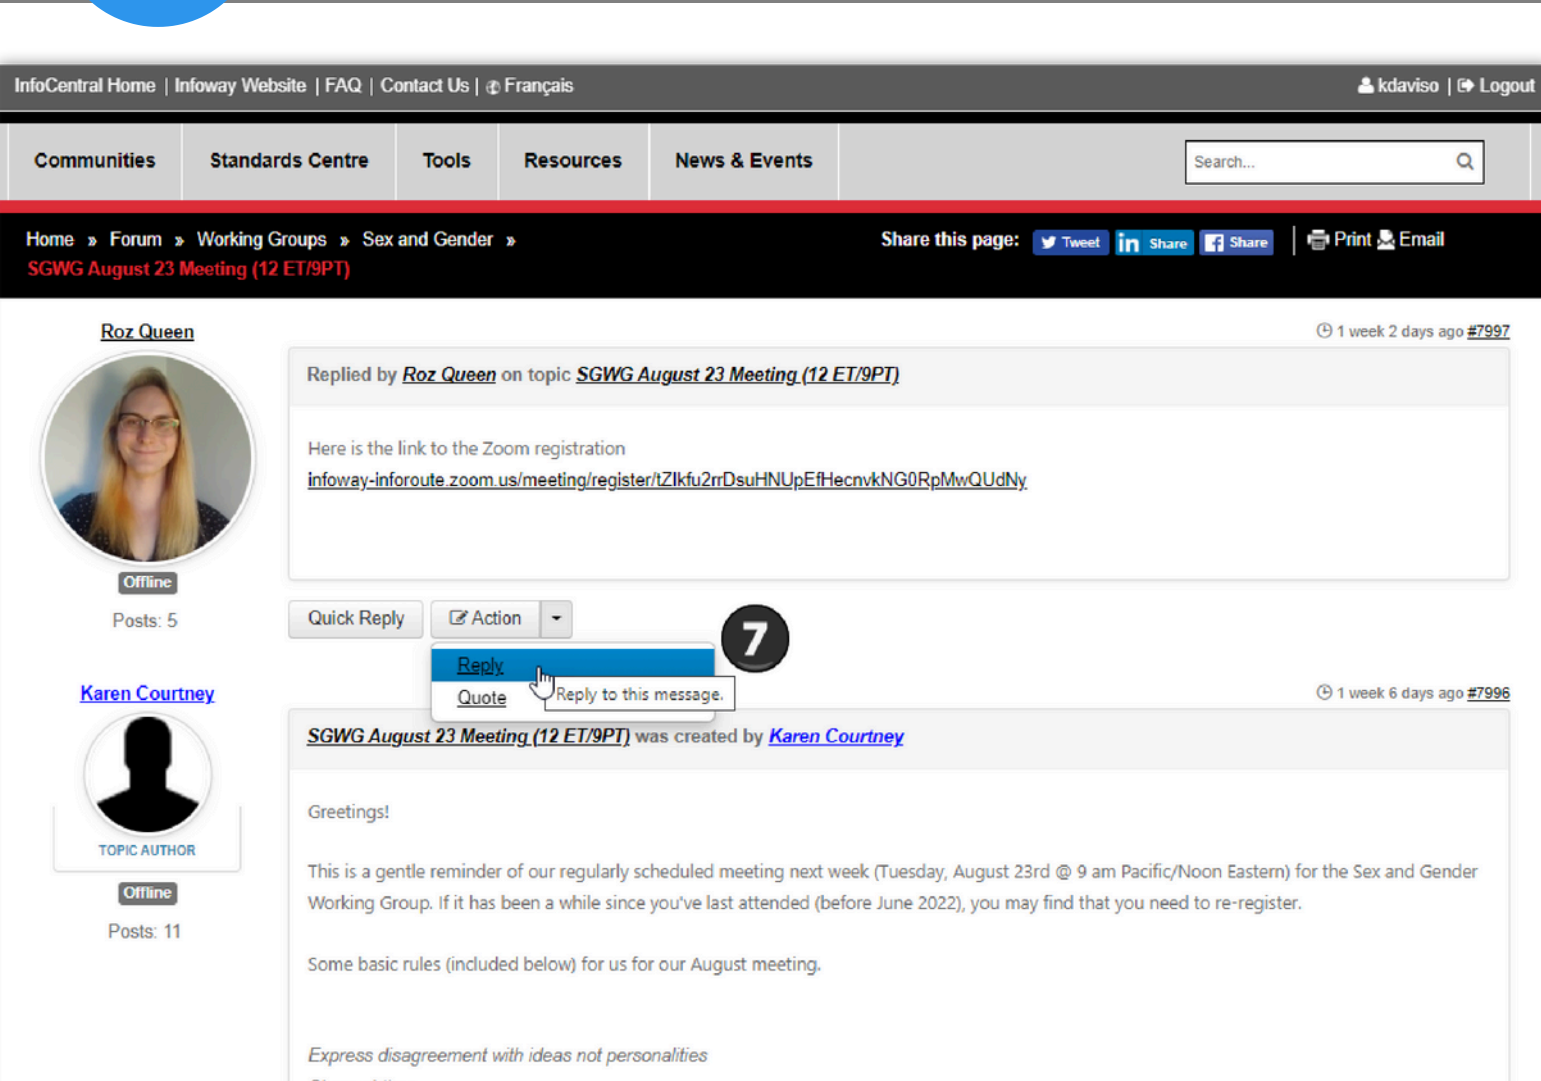 InfoCentral Home | Infoway Website | FAQ | Contact Us | Français
kdaviso | Logout
Communities
Standards Centre
Tools
Resources
News & Events
Search...
Home » Forum » Working Groups » Sex and Gender »
SGWG August 23 Meeting (12 ET/9PT)
Share this page: Tweet in Share Share | Print Email
Roz Queen
1 week 2 days ago #7997
Replied by Roz Queen on topic SGWG August 23 Meeting (12 ET/9PT)
Here is the link to the Zoom registration
infoway-inforoute.zoom.us/meeting/register/tZIkfu2rrDsuHNUpEfHecnvkNG0RpMwQUdNy
Offline
Posts: 5
Quick Reply
Action
7
Reply
Quote
Reply to this message.
Karen Courtney
1 week 6 days ago #7996
SGWG August 23 Meeting (12 ET/9PT) was created by Karen Courtney
TOPIC AUTHOR
Offline
Posts: 11
Greetings!
This is a gentle reminder of our regularly scheduled meeting next week (Tuesday, August 23rd @ 9 am Pacific/Noon Eastern) for the Sex and Gender
Working Group. If it has been a while since you've last attended (before June 2022), you may find that you need to re-register.
Some basic rules (included below) for us for our August meeting.
Express disagreement with ideas not personalities